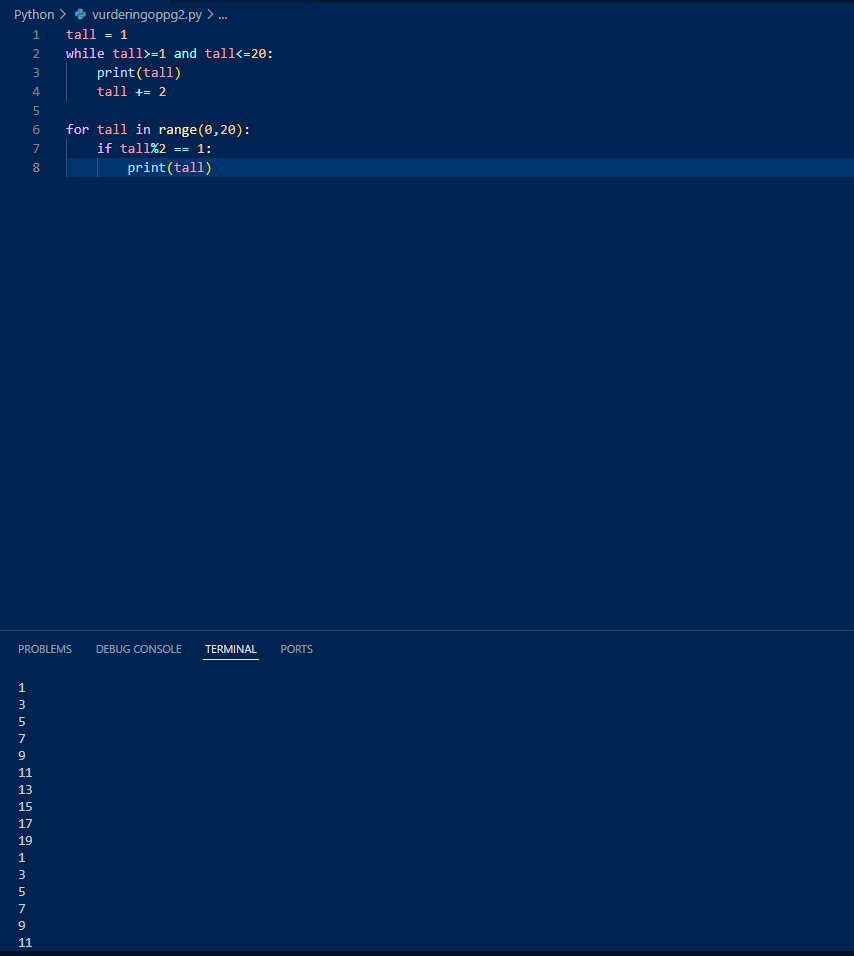 Python > vurderingoppg2.py > ...
1 tall = 1
2 while tall>=1 and tall<=20:
3     print(tall)
4     tall += 2
5
6 for tall in range(0,20):
7     if tall%2 == 1:
8         print(tall)
PROBLEMS DEBUG CONSOLE TERMINAL PORTS
1
3
5
7
9
11
13
15
17
19
1
3
5
7
9
11